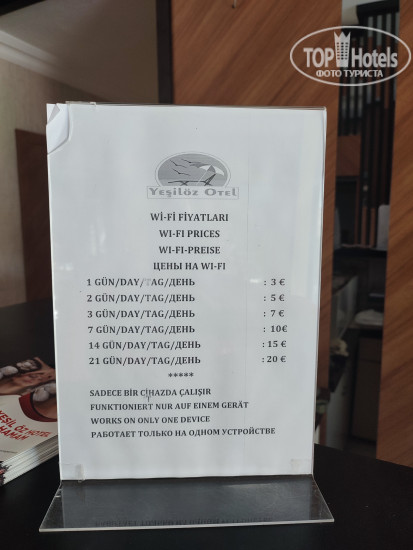 TOP Hotels
ФОТО ТУРИСТА
YEŞİLÖZ OTEL
Wİ-Fİ FİYATLARI
WI-FI PRICES
WI-FI-PREISE
ЦЕНЫ НА WI-FI
1 GÜN/DAY/TAG/ДЕНЬ : 3 €
2 GÜN/DAY/TAG/ДЕНЬ : 5 €
3 GÜN/DAY/TAG/ДЕНЬ : 7 €
7 GÜN/DAY/TAG/ДЕНЬ : 10€
14 GÜN/DAY/TAG/ДЕНЬ : 15 €
21 GÜN/DAY/TAG/ДЕНЬ : 20 €
*****
SADECE BİR CİHAZDA ÇALIŞIR
FUNKTIONIERT NUR AUF EINEM GERÄT
WORKS ON ONLY ONE DEVICE
РАБОТАЕТ ТОЛЬКО НА ОДНОМ УСТРОЙСТВЕ